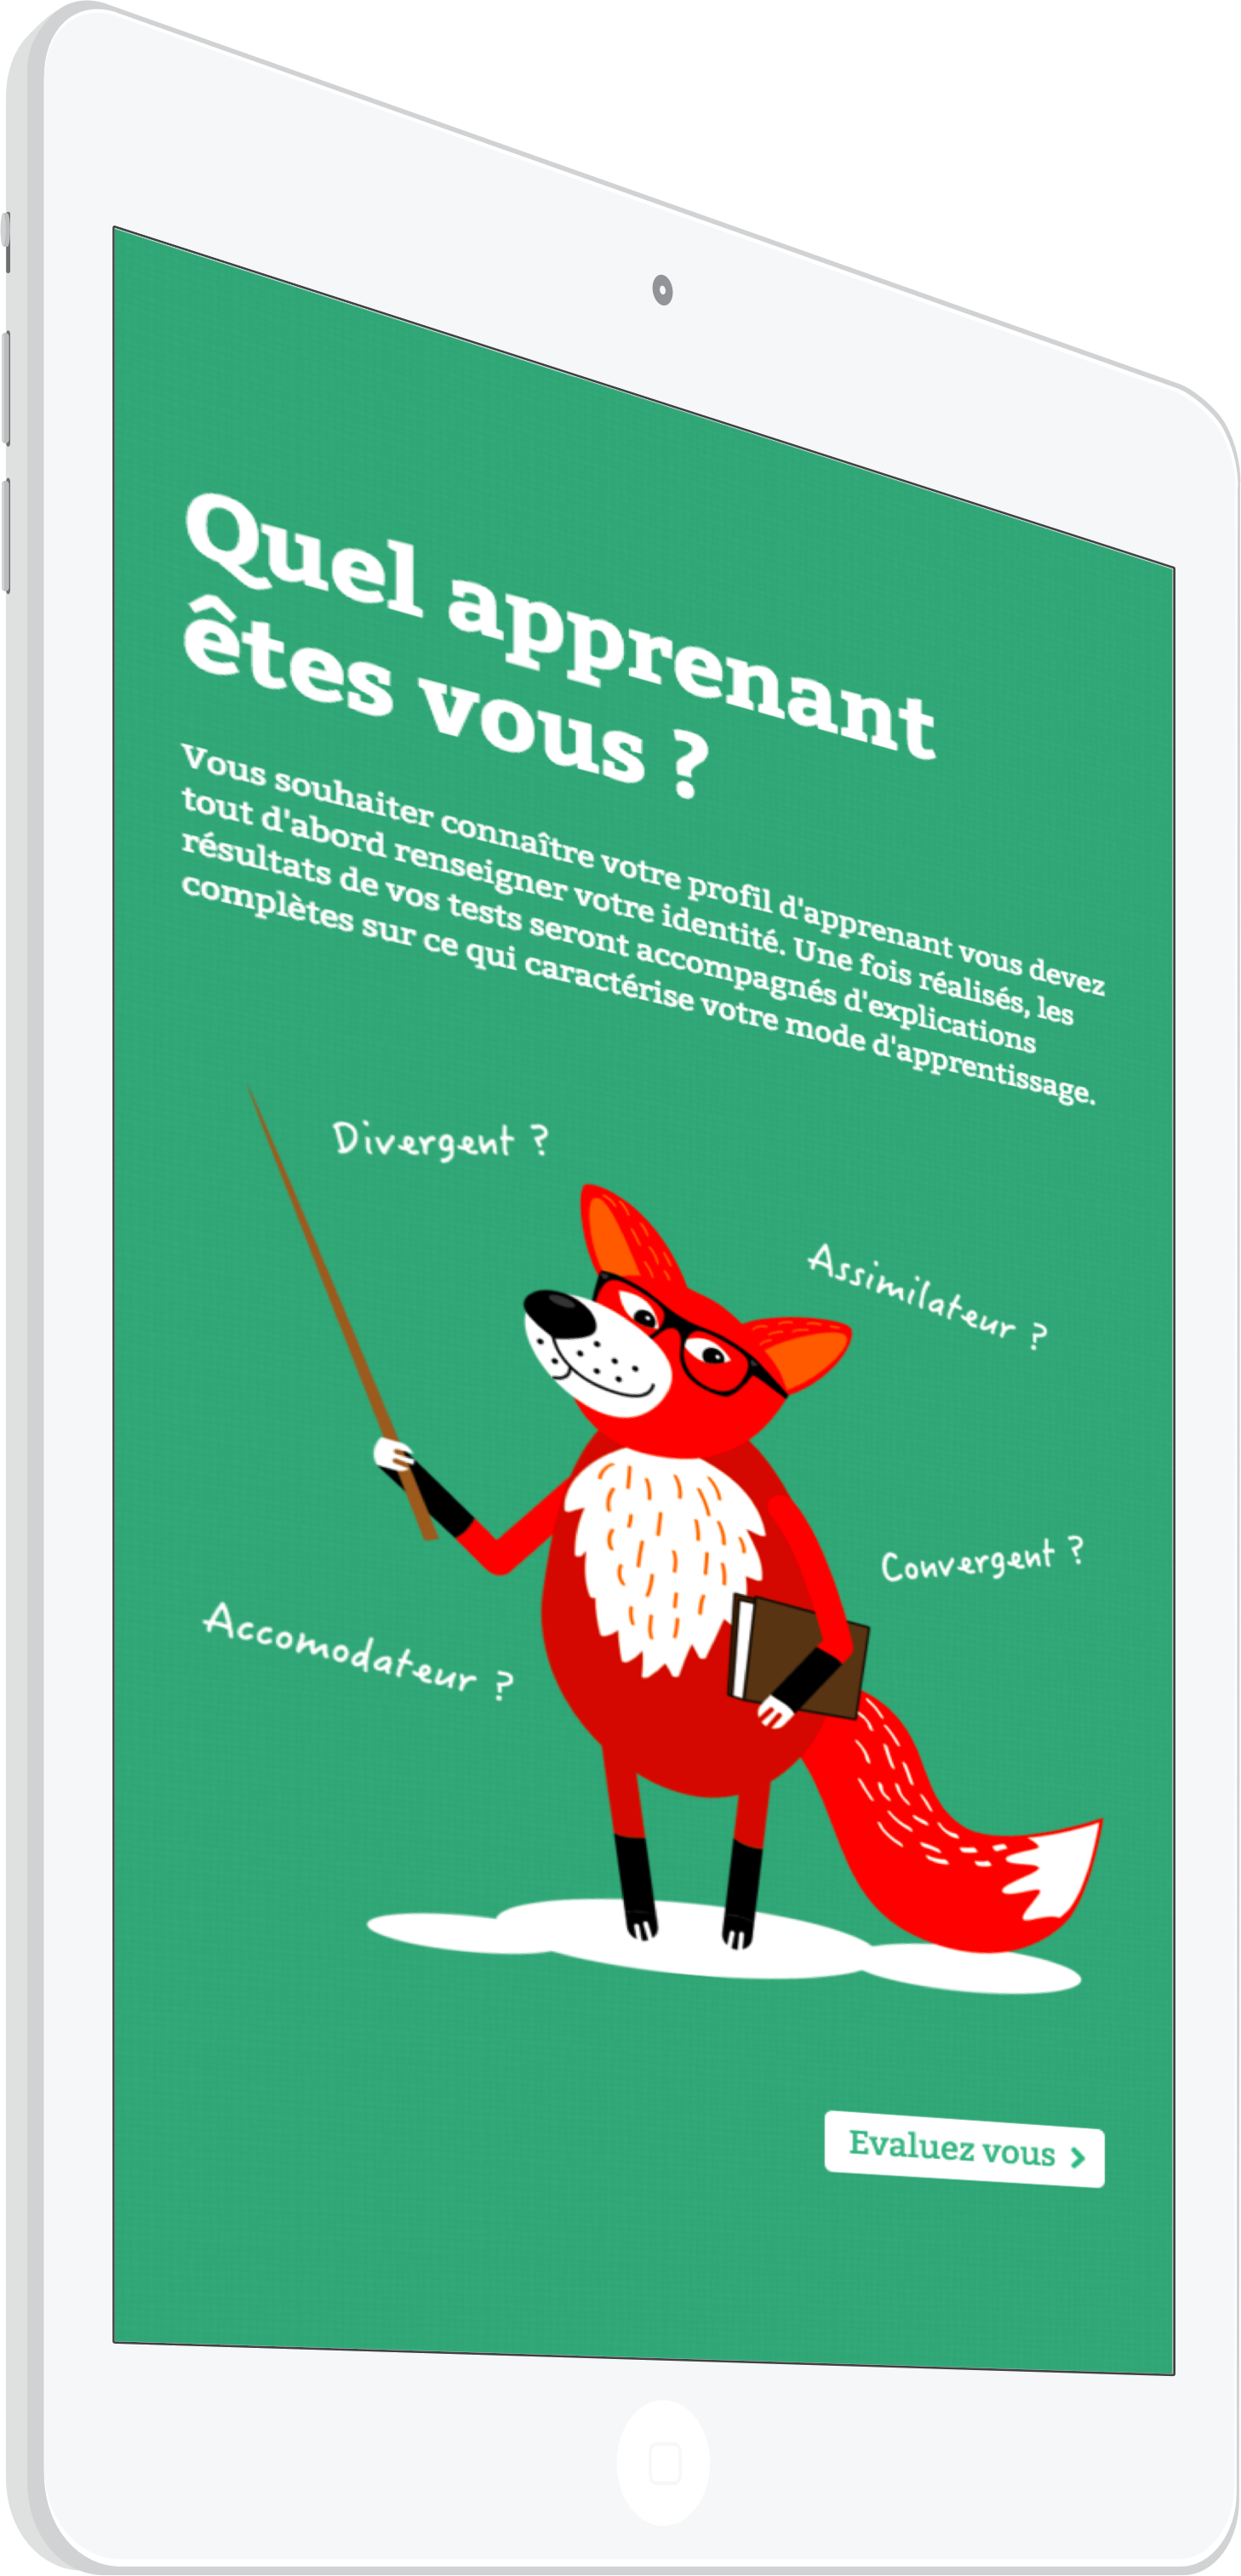 Quel apprenant
êtes vous ?
Vous souhaiter connaître votre profil d'apprenant vous devez
tout d'abord renseigner votre identité. Une fois réalisés, les
résultats de vos tests seront accompagnés d'explications
complètes sur ce qui caractérise votre mode d'apprentissage.
Divergent ?
Assimilateur ?
Convergent ?
Accomodateur ?
Evaluez vous >